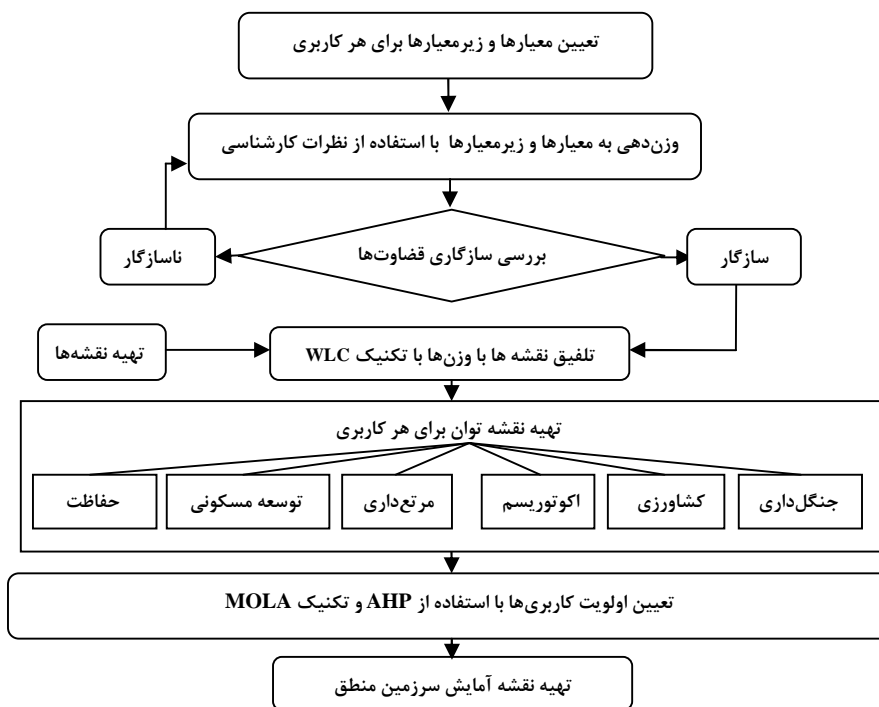 تعیین معیارها و زیرمعیارها برای هر کاربری
وزن‌دهی به معیارها و زیرمعیارها با استفاده از نظرات کارشناسی
سازگار
بررسی سازگاری قضاوت‌ها
ناسازگار
تلفیق نقشه ها با وزن‌ها با تکنیک WLC
تهیه نقشه‌ها
تهیه نقشه توان برای هر کاربری
جنگل‌داری
کشاورزی
اکوتوریسم
مرتع‌داری
توسعه مسکونی
حفاظت
تعیین اولویت کاربری‌ها با استفاده از AHP و تکنیک MOLA
تهیه نقشه آمایش سرزمین منطق